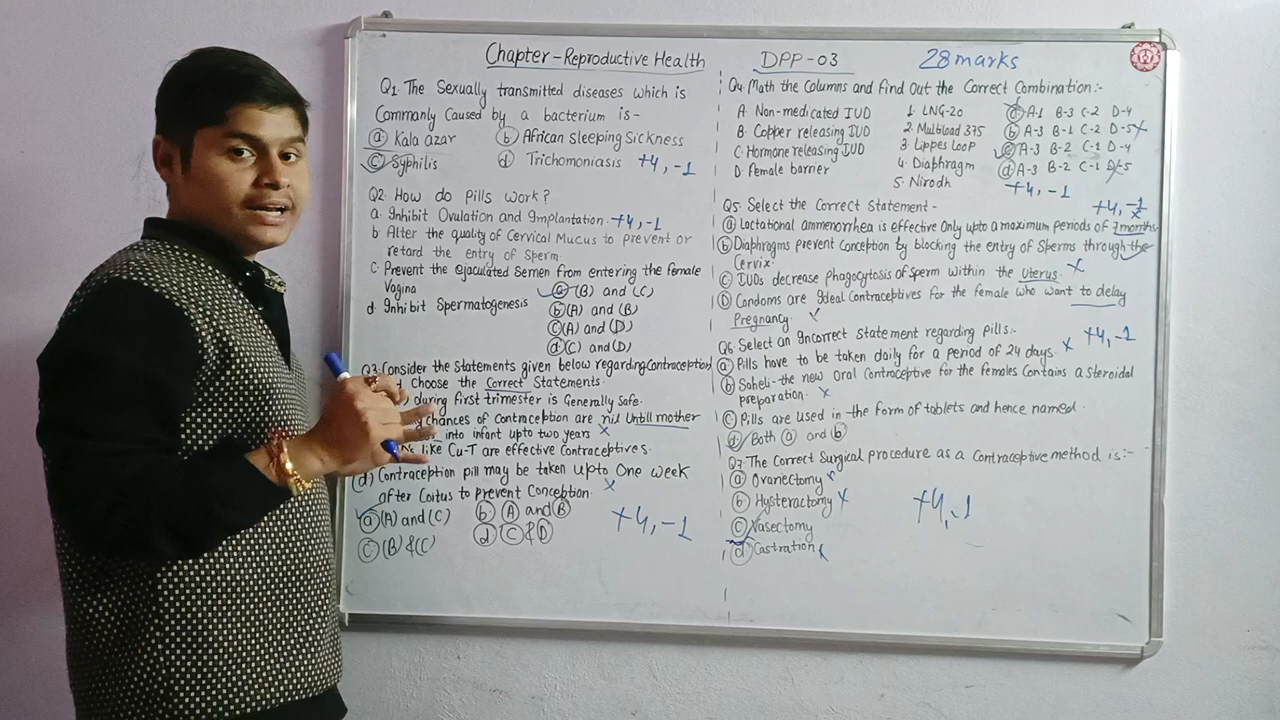 Chapter-Reproductive Health DPP-03 28marks
Q1 The Sexually transmitted diseases which is
Commanly Caused by a bacterium is-
(a) Kala azar (b) African sleeping Sickness
(C) Syphilis (d) Trichomoniasis +4, -1
Q2 How do Pills work?
a. Inhibit Ovulation and Implantation +4, -1
b Alter the quality of Cervical Mucus to prevent or
retard the entry of Sperm.
C Prevent the ejaculated Semen from entering the female
Vagina
(a) (B) and (C)
d. Inhibit Spermatogenesis
(b) (A) and (B)
(C) (A) and (D)
(d) (C) and (D)
Q3. Consider the Statements given below regarding Contraception
Choose the Correct Statements.
during first trimester is Generally Safe.
chances of Contraception are nil Untill mother
into infant upto two years x
like Cu-T are effective Contraceptives.
(d) Contraception pill may be taken Upto One week
after Coitus to prevent Conception. x
(a) (A) and (C) (b) (A) and (B) +4, -1
(C) (B) & (C) (d) (C) & (D)
Q4 Math the Columns and find Out the Correct Combination:-
A. Non-medicated IUD 1. LNG-20 (a) A-1 B-3 C-2 D-4
B. Copper releasing IUD 2. Multiload 375 (b) A-3 B-1 C-2 D-5
C. Hormone releasing IUD 3. Lippes Loop (c) A-3 B-2 C-1 D-4
D. Female barrier 4. Diaphragm (d) A-3 B-2 C-1 D-5
5. Nirodh +4, -1
Q5. Select the Correct Statement - +4, -1
(a) Lactational ammenorrhea is effective Only upto a maximum periods of 7 months x
(b) Diaphragms prevent Conception by blocking the entry of Sperms through the
Cervix.
(C) IUDs decrease phagocytosis of Sperm within the Uterus. x
(D) Condoms are Ideal Contraceptives for the female who want to delay
Pregnancy.
Q6. Select an Incorrect Statement regarding pills:- +4, -1
(a) Pills have to be taken daily for a period of 24 days. x
(b) Saheli-the new Oral Contraceptive for the females Contains a steroidal
preparation. x
(C) Pills are used in the form of tablets and hence named.
(d) Both (a) and (b)
Q7 The Correct Surgical procedure as a Contraceptive method is:-
(a) Ovariectomy
(b) Hysteractomy x +4, -1
(C) Vasectomy
(d) Castration x